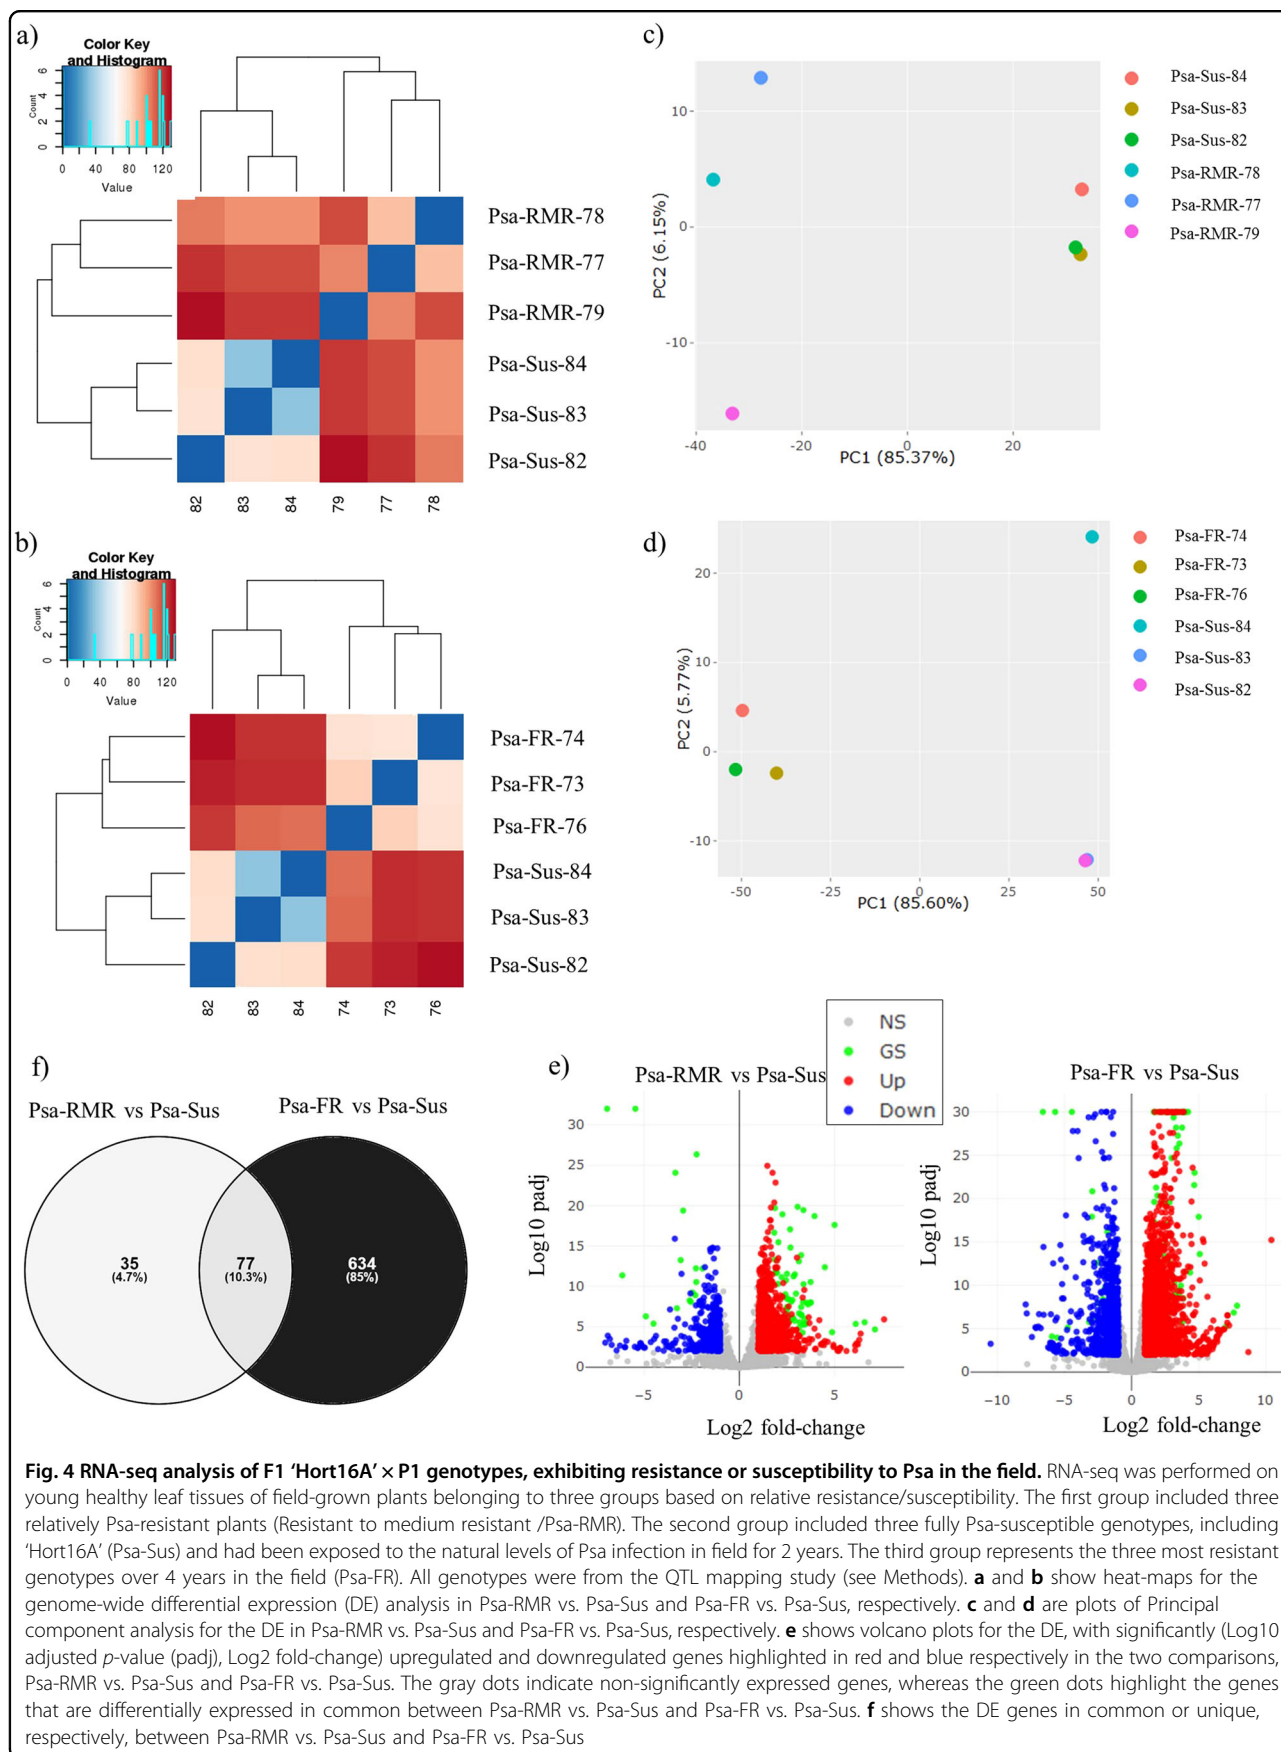 a)
Color Key
and Histogram
Count
0 2 4 6
0 40 80 120
Value
Psa-RMR-78
Psa-RMR-77
Psa-RMR-79
Psa-Sus-84
Psa-Sus-83
Psa-Sus-82
82 83 84 79 77 78
c)
PC2 (6.15%)
10
0
-10
-40 -20 0 20
PC1 (85.37%)
Psa-Sus-84
Psa-Sus-83
Psa-Sus-82
Psa-RMR-78
Psa-RMR-77
Psa-RMR-79
b)
Color Key
and Histogram
Count
0 2 4 6
0 40 80 120
Value
Psa-FR-74
Psa-FR-73
Psa-FR-76
Psa-Sus-84
Psa-Sus-83
Psa-Sus-82
82 83 84 74 73 76
d)
PC2 (5.77%)
20
10
0
-10
-50 -25 0 25 50
PC1 (85.60%)
Psa-FR-74
Psa-FR-73
Psa-FR-76
Psa-Sus-84
Psa-Sus-83
Psa-Sus-82
f)
Psa-RMR vs Psa-Sus
Psa-FR vs Psa-Sus
35
(4.7%)
77
(10.3%)
634
(85%)
e)
NS
GS
Up
Down
Psa-RMR vs Psa-Sus
Log10 padj
30
25
20
15
10
5
0
−5 0 5
Log2 fold-change
Psa-FR vs Psa-Sus
Log10 padj
30
25
20
15
10
5
0
−10 −5 0 5 10
Log2 fold-change
Fig. 4 RNA-seq analysis of F1 'Hort16A' × P1 genotypes, exhibiting resistance or susceptibility to Psa in the field. RNA-seq was performed on
young healthy leaf tissues of field-grown plants belonging to three groups based on relative resistance/susceptibility. The first group included three
relatively Psa-resistant plants (Resistant to medium resistant /Psa-RMR). The second group included three fully Psa-susceptible genotypes, including
'Hort16A' (Psa-Sus) and had been exposed to the natural levels of Psa infection in field for 2 years. The third group represents the three most resistant
genotypes over 4 years in the field (Psa-FR). All genotypes were from the QTL mapping study (see Methods). a and b show heat-maps for the
genome-wide differential expression (DE) analysis in Psa-RMR vs. Psa-Sus and Psa-FR vs. Psa-Sus, respectively. c and d are plots of Principal
component analysis for the DE in Psa-RMR vs. Psa-Sus and Psa-FR vs. Psa-Sus, respectively. e shows volcano plots for the DE, with significantly (Log10
adjusted p-value (padj), Log2 fold-change) upregulated and downregulated genes highlighted in red and blue respectively in the two comparisons,
Psa-RMR vs. Psa-Sus and Psa-FR vs. Psa-Sus. The gray dots indicate non-significantly expressed genes, whereas the green dots highlight the genes
that are differentially expressed in common between Psa-RMR vs. Psa-Sus and Psa-FR vs. Psa-Sus. f shows the DE genes in common or unique,
respectively, between Psa-RMR vs. Psa-Sus and Psa-FR vs. Psa-Sus